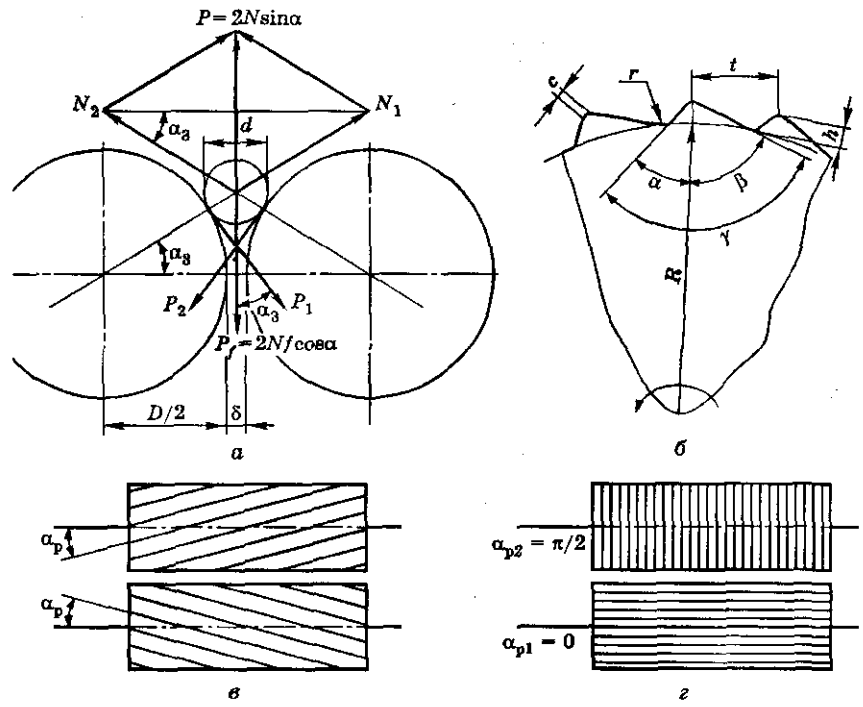 P = 2N sinα
N₂
N₁
α₃
d
α₃
P₂
α₃
P₁
P_f = 2Nf cosα
D/2
δ
а
c
r
t
h
α
β
γ
R
б
α_p
α_p
в
α_p2 = π/2
α_p1 = 0
г